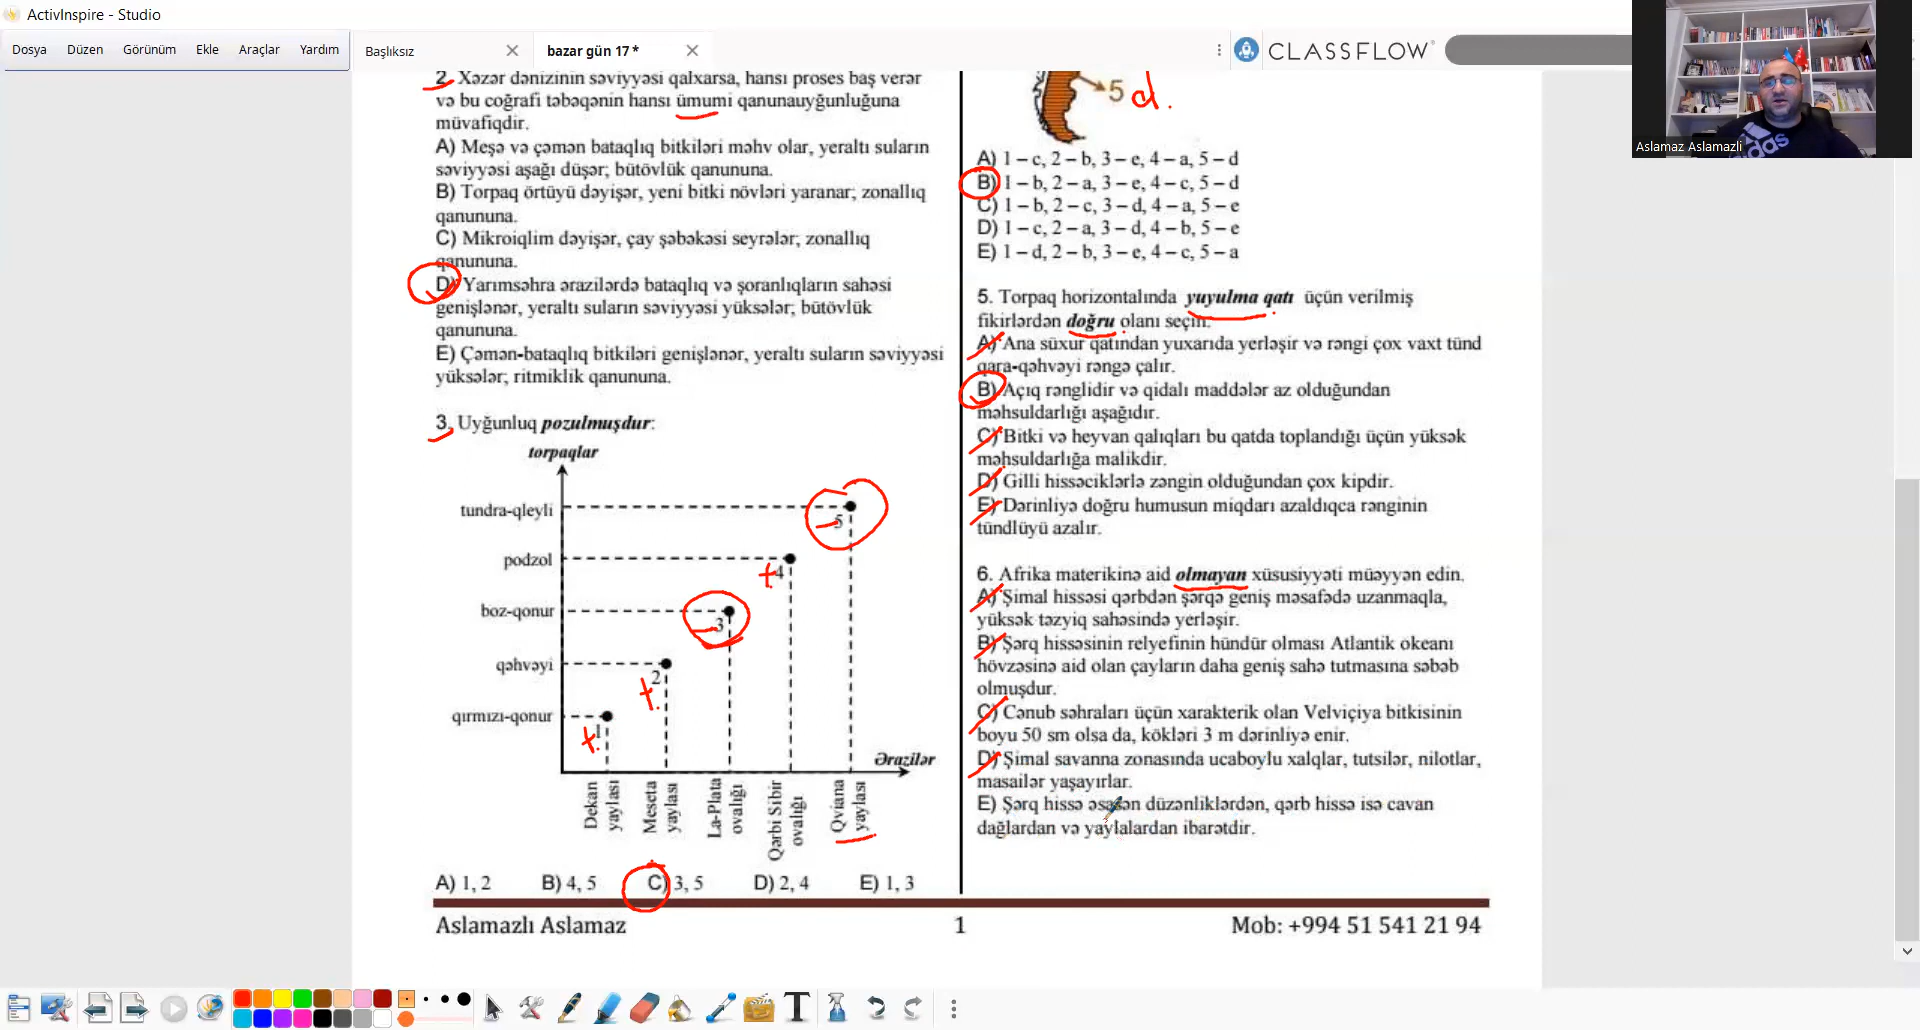 ActivInspire - Studio
Dosya Düzen Görünüm Ekle Araçlar Yardım
Başlıksız
bazar gün 17 *
CLASSFLOW
Aslamaz Aslamazli
adidas
2. Xəzər dənizinin səviyyəsi qalxarsa, hansı proses baş verər
və bu coğrafi təbəqənin hansı ümumi qanunauyğunluğuna
müvafiqdir.
A) Meşə və çəmən bataqlıq bitkiləri məhv olar, yeraltı suların
səviyyəsi aşağı düşər; bütövlük qanununa.
B) Torpaq örtüyü dəyişər, yeni bitki növləri yaranar; zonallıq
qanununa.
C) Mikroiqlim dəyişər, çay şəbəkəsi seyrələr; zonallıq
qanununa.
D) Yarımsəhra ərazilərdə bataqlıq və şoranlıqların sahəsi
genişlənər, yeraltı suların səviyyəsi yüksələr; bütövlük
qanununa.
E) Çəmən-bataqlıq bitkiləri genişlənər, yeraltı suların səviyyəsi
yüksələr; ritmiklik qanununa.
3. Uyğunluq pozulmuşdur:
torpaqlar
tundra-qleyli
podzol
boz-qonur
qəhvəyi
qırmızı-qonur
5
4
3
2
1
Ərazilər
Dekan yaylası
Meseta yaylası
La-Plata ovalığı
Qərbi Sibir ovalığı
Qviana yaylası
A) 1, 2 B) 4, 5 C) 3, 5 D) 2, 4 E) 1, 3
5 d.
A) 1 – c, 2 – b, 3 – e, 4 – a, 5 – d
B) 1 – b, 2 – a, 3 – e, 4 – c, 5 – d
C) 1 – b, 2 – c, 3 – d, 4 – a, 5 – e
D) 1 – c, 2 – a, 3 – d, 4 – b, 5 – e
E) 1 – d, 2 – b, 3 – e, 4 – c, 5 – a
5. Torpaq horizontalında yuyulma qatı üçün verilmiş
fikirlərdən doğru olanı seçin.
A) Ana süxur qatından yuxarıda yerləşir və rəngi çox vaxt tünd
qara-qəhvəyi rəngə çalır.
B) Açıq rənglidir və qidalı maddələr az olduğundan
məhsuldarlığı aşağıdır.
C) Bitki və heyvan qalıqları bu qatda toplandığı üçün yüksək
məhsuldarlığa malikdir.
D) Gilli hissəciklərlə zəngin olduğundan çox kipdir.
E) Dərinliyə doğru humusun miqdarı azaldıqca rənginin
tündlüyü azalır.
6. Afrika materikinə aid olmayan xüsusiyyəti müəyyən edin.
A) Şimal hissəsi qərbdən şərqə geniş məsafədə uzanmaqla,
yüksək təzyiq sahəsində yerləşir.
B) Şərq hissəsinin relyefinin hündür olması Atlantik okeanı
hövzəsinə aid olan çayların daha geniş sahə tutmasına səbəb
olmuşdur.
C) Cənub səhraları üçün xarakterik olan Velviçiya bitkisinin
boyu 50 sm olsa da, kökləri 3 m dərinliyə enir.
D) Şimal savanna zonasında ucaboylu xalqlar, tutsilər, nilotlar,
masailər yaşayırlar.
E) Şərq hissə əsasən düzənliklərdən, qərb hissə isə cavan
dağlardan və yaylalardan ibarətdir.
Aslamazlı Aslamaz 1 Mob: +994 51 541 21 94